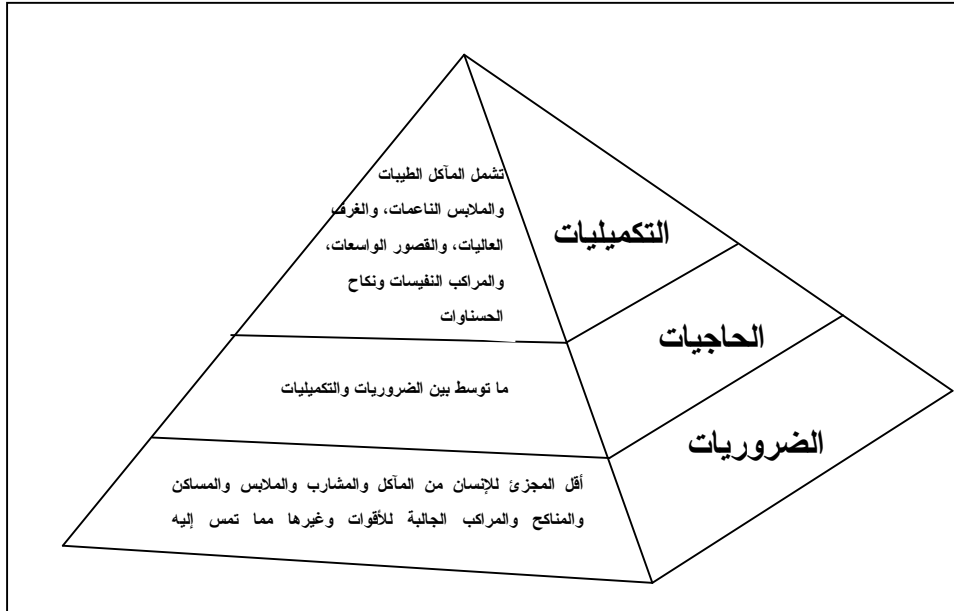 تشمل المآكل الطيبات
والملابس الناعمات، والغرف
العاليات، والقصور الواسعات،
والمراكب النفيسات ونكاح
الحسناوات
التكميليات
ما توسط بين الضروريات والتكميليات
الحاجيات
أقل المجزئ للإنسان من المآكل والمشارب والملابس والمساكن
والمناكح والمراكب الجالبة للأقوات وغيرها مما تمس إليه
الضروريات